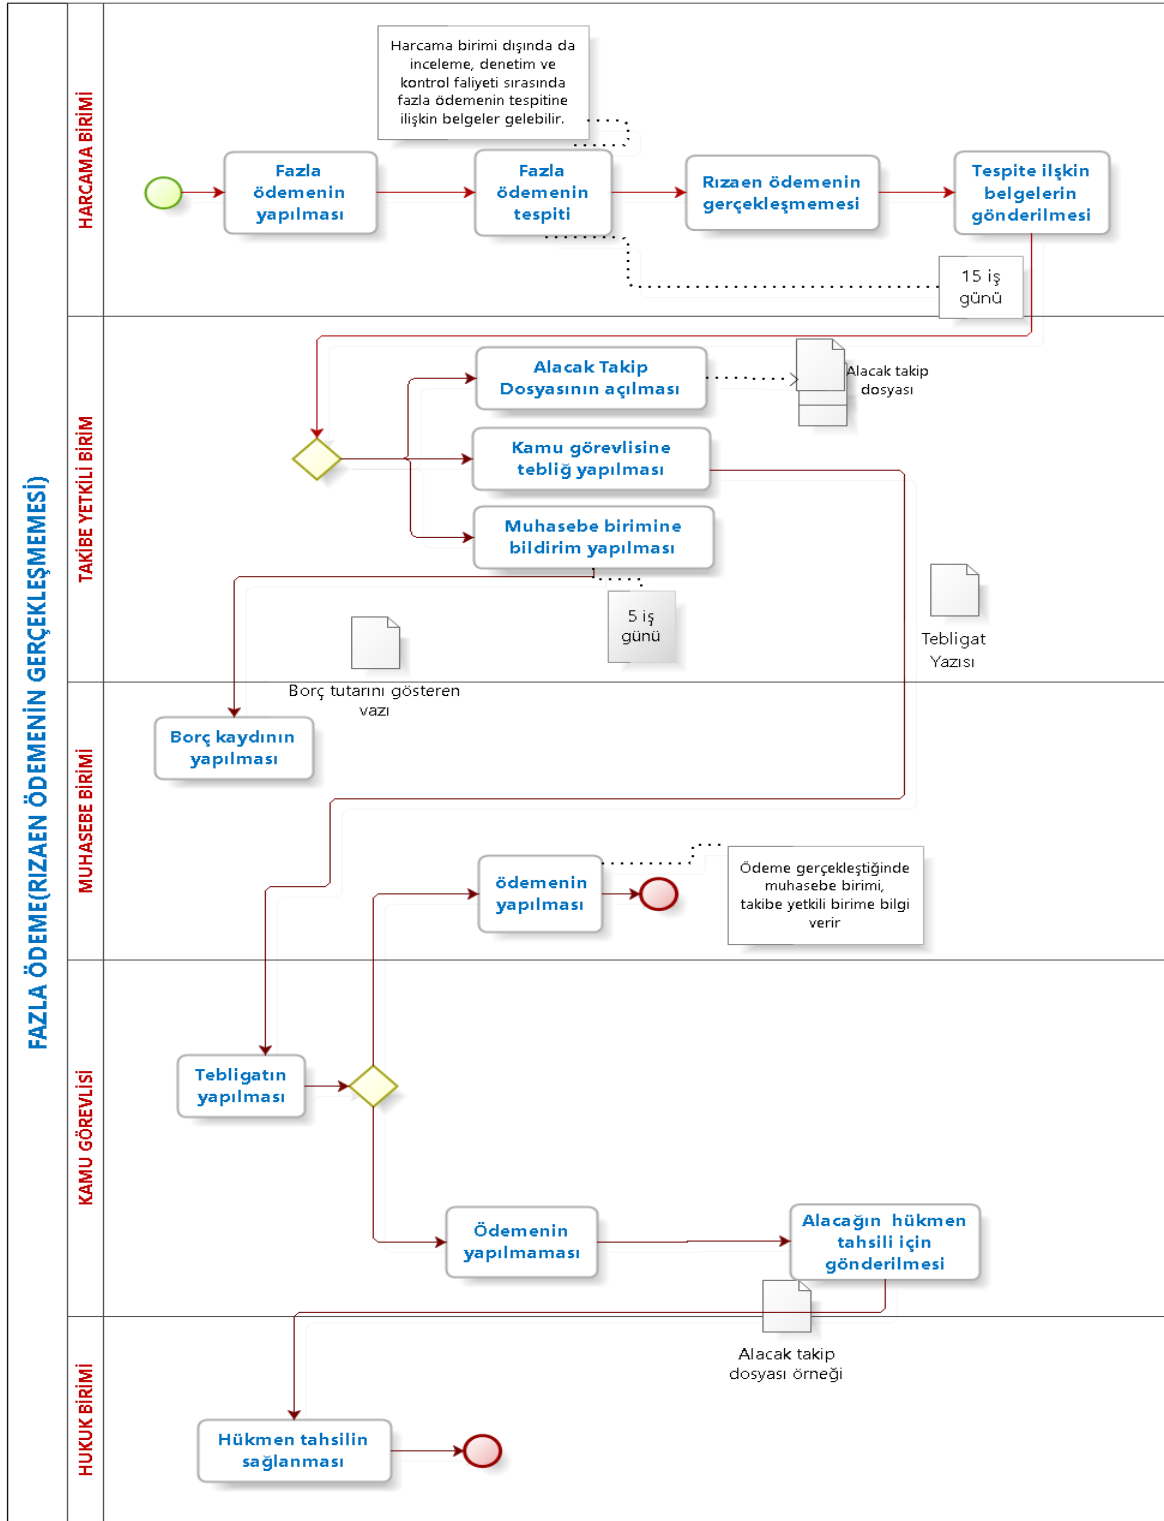 FAZLA ÖDEME(RIZAEN ÖDEMENİN GERÇEKLEŞMEMESİ)
HARCAMA BİRİMİ
Harcama birimi dışında da
inceleme, denetim ve
kontrol faliyeti sırasında
fazla ödemenin tespitine
ilişkin belgeler gelebilir.
Fazla
ödemenin
yapılması
Fazla
ödemenin
tespiti
Rızaen ödemenin
gerçekleşmemesi
Tespite ilşkin
belgelerin
gönderilmesi
15 iş
günü
TAKİBE YETKİLİ BİRİM
Alacak Takip
Dosyasının açılması
Alacak takip
dosyası
Kamu görevlisine
tebliğ yapılması
Muhasebe birimine
bildirim yapılması
5 iş
günü
Tebligat
Yazısı
Borç tutarını gösteren
yazı
MUHASEBE BİRİMİ
Borç kaydının
yapılması
ödemenin
yapılması
Ödeme gerçekleştiğinde
muhasebe birimi,
takibe yetkili birime bilgi
verir
KAMU GÖREVLİSİ
Tebligatın
yapılması
Ödemenin
yapılmaması
Alacağın hükmen
tahsili için
gönderilmesi
HUKUK BİRİMİ
Alacak takip
dosyası örneği
Hükmen tahsilin
sağlanması